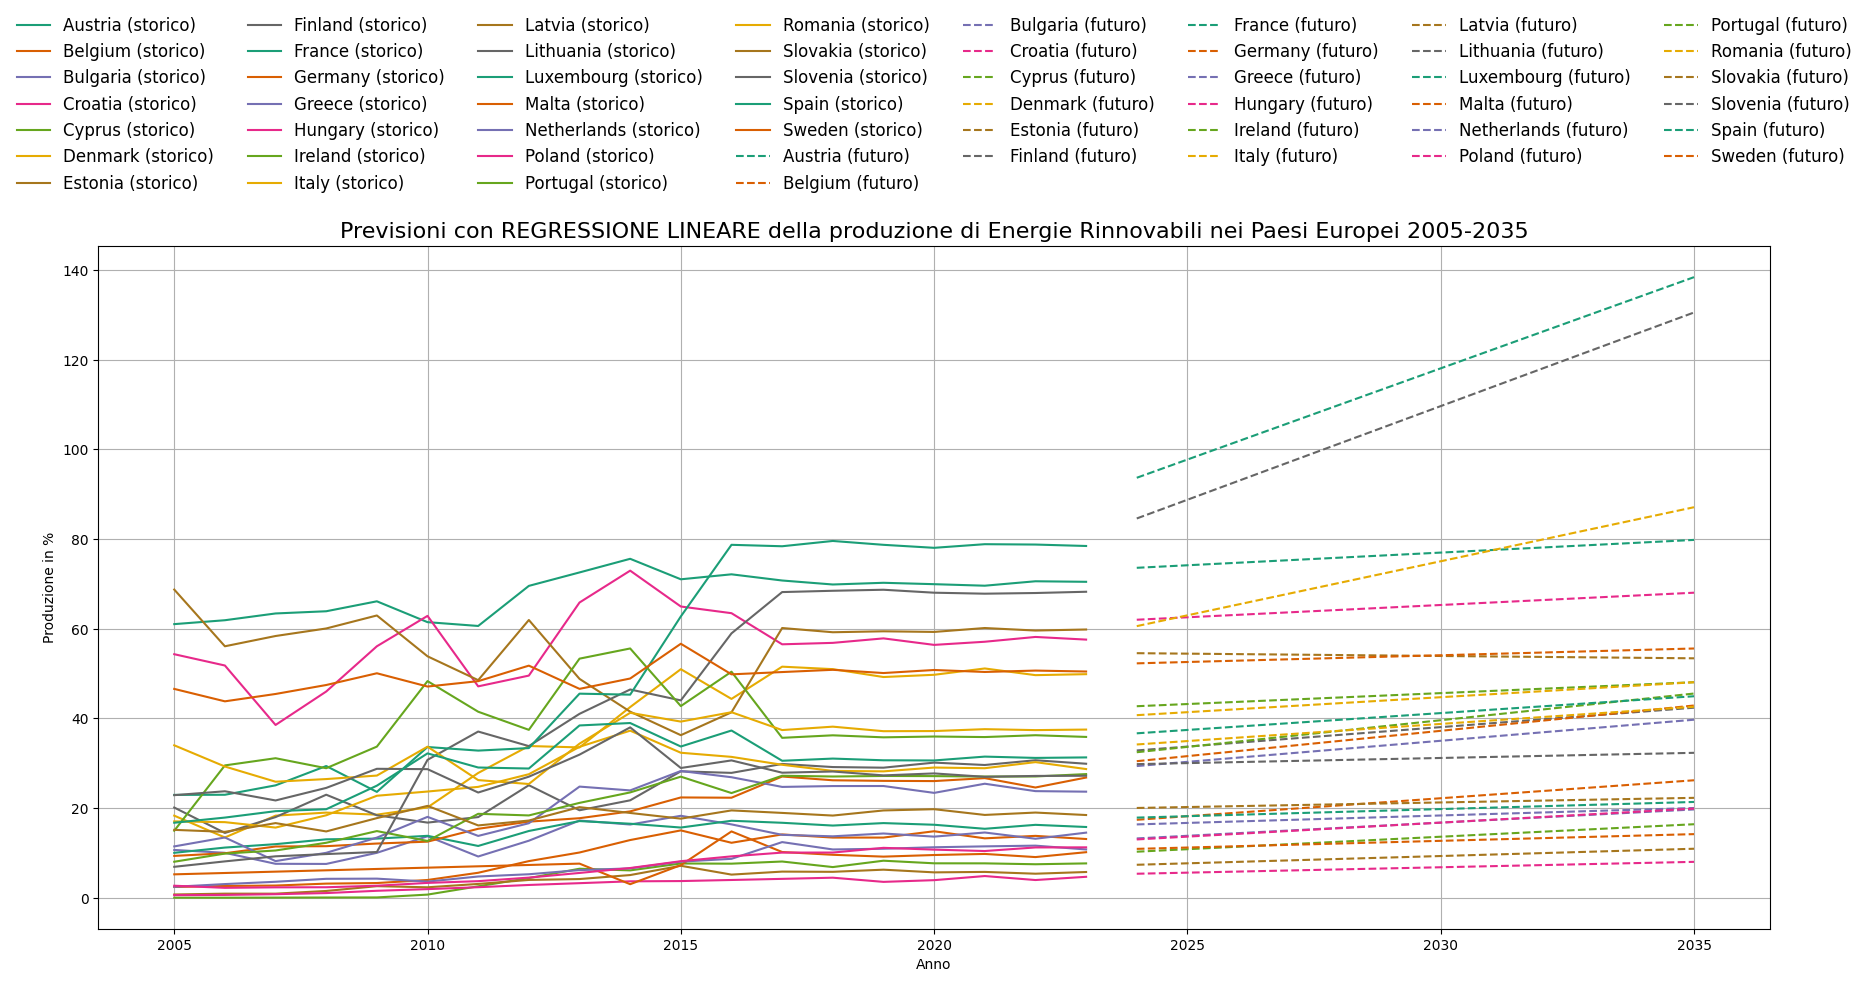 Austria (storico) Finland (storico) Latvia (storico) Romania (storico) Bulgaria (futuro) France (futuro) Latvia (futuro) Portugal (futuro)
Belgium (storico) France (storico) Lithuania (storico) Slovakia (storico) Croatia (futuro) Germany (futuro) Lithuania (futuro) Romania (futuro)
Bulgaria (storico) Germany (storico) Luxembourg (storico) Slovenia (storico) Cyprus (futuro) Greece (futuro) Luxembourg (futuro) Slovakia (futuro)
Croatia (storico) Greece (storico) Malta (storico) Spain (storico) Denmark (futuro) Hungary (futuro) Malta (futuro) Slovenia (futuro)
Cyprus (storico) Hungary (storico) Netherlands (storico) Sweden (storico) Estonia (futuro) Ireland (futuro) Netherlands (futuro) Spain (futuro)
Denmark (storico) Ireland (storico) Poland (storico) Austria (futuro) Finland (futuro) Italy (futuro) Poland (futuro) Sweden (futuro)
Estonia (storico) Italy (storico) Portugal (storico) Belgium (futuro)
Previsioni con REGRESSIONE LINEARE della produzione di Energie Rinnovabili nei Paesi Europei 2005-2035
Produzione in %
140
120
100
80
60
40
20
0
2005 2010 2015 2020 2025 2030 2035
Anno